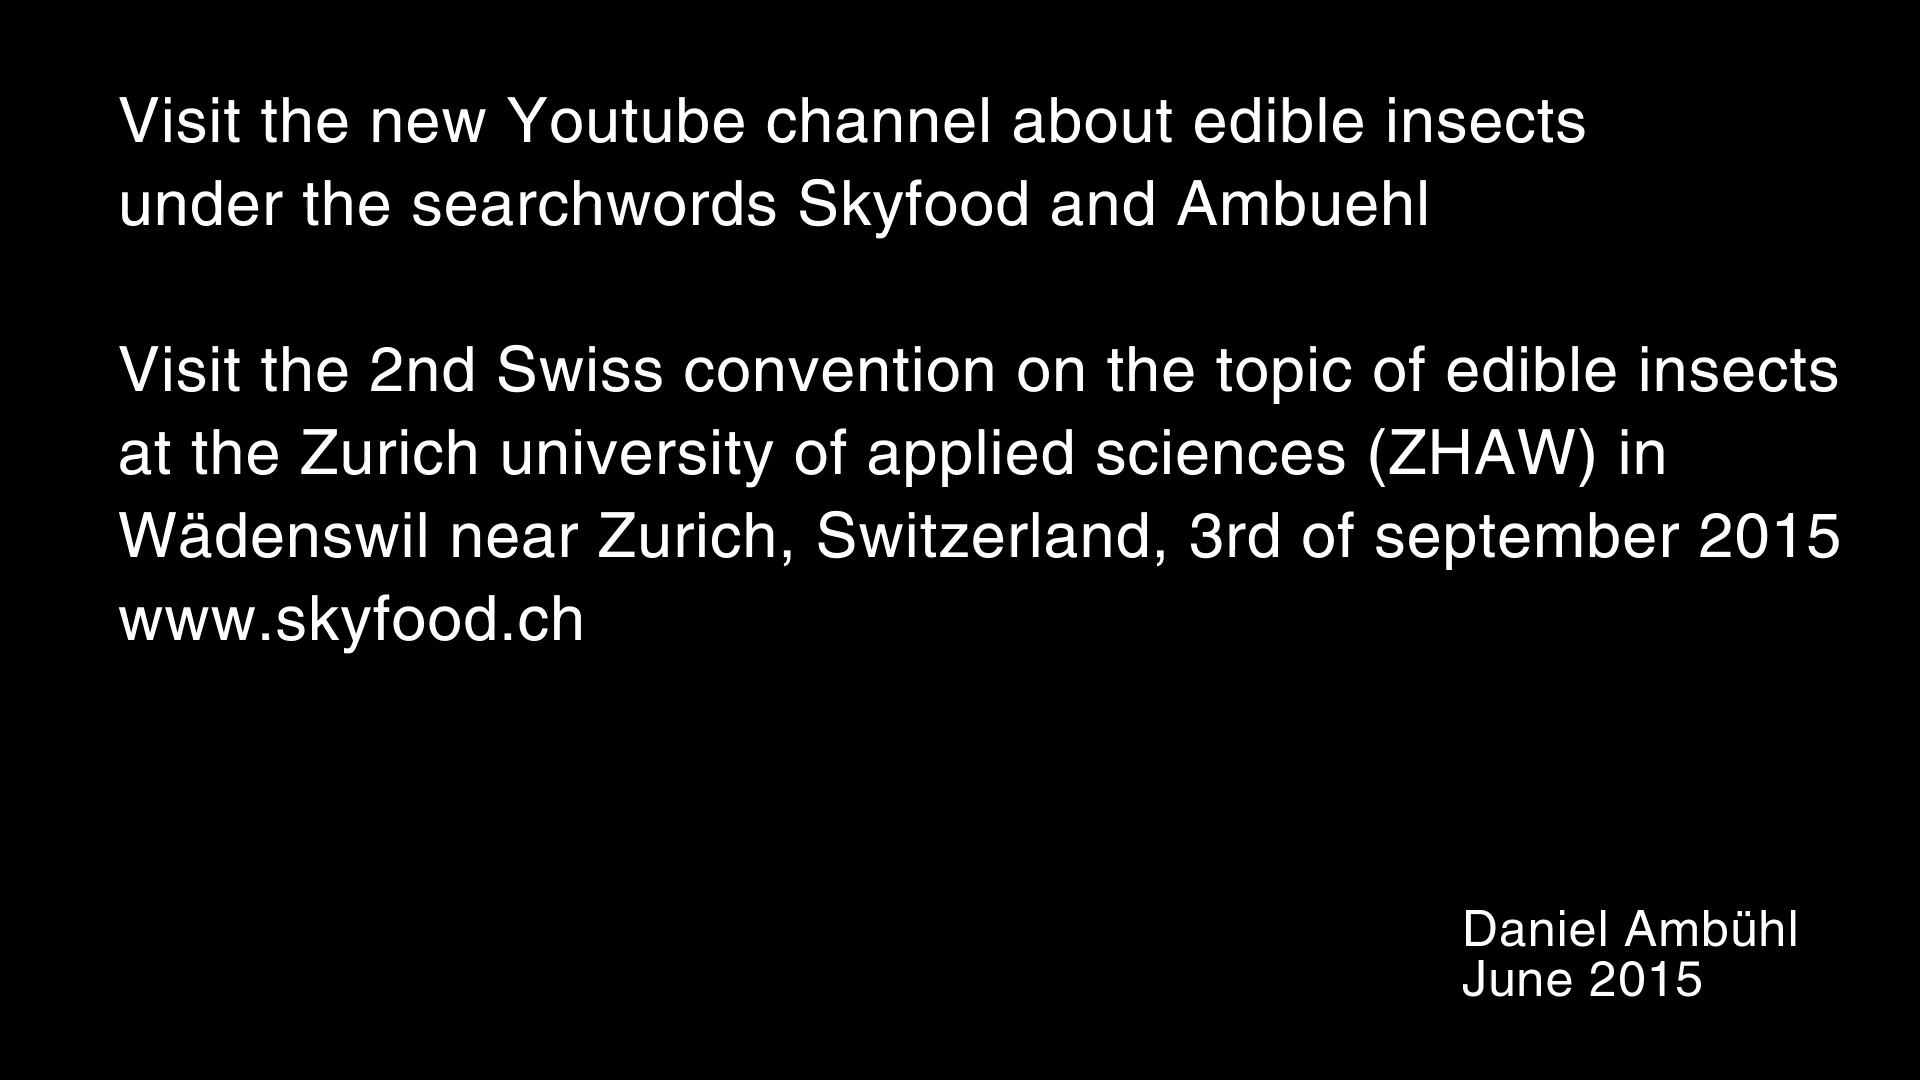 Visit the new Youtube channel about edible insects
under the searchwords Skyfood and Ambuehl
Visit the 2nd Swiss convention on the topic of edible insects
at the Zurich university of applied sciences (ZHAW) in
Wädenswil near Zurich, Switzerland, 3rd of september 2015
www.skyfood.ch
Daniel Ambühl
June 2015